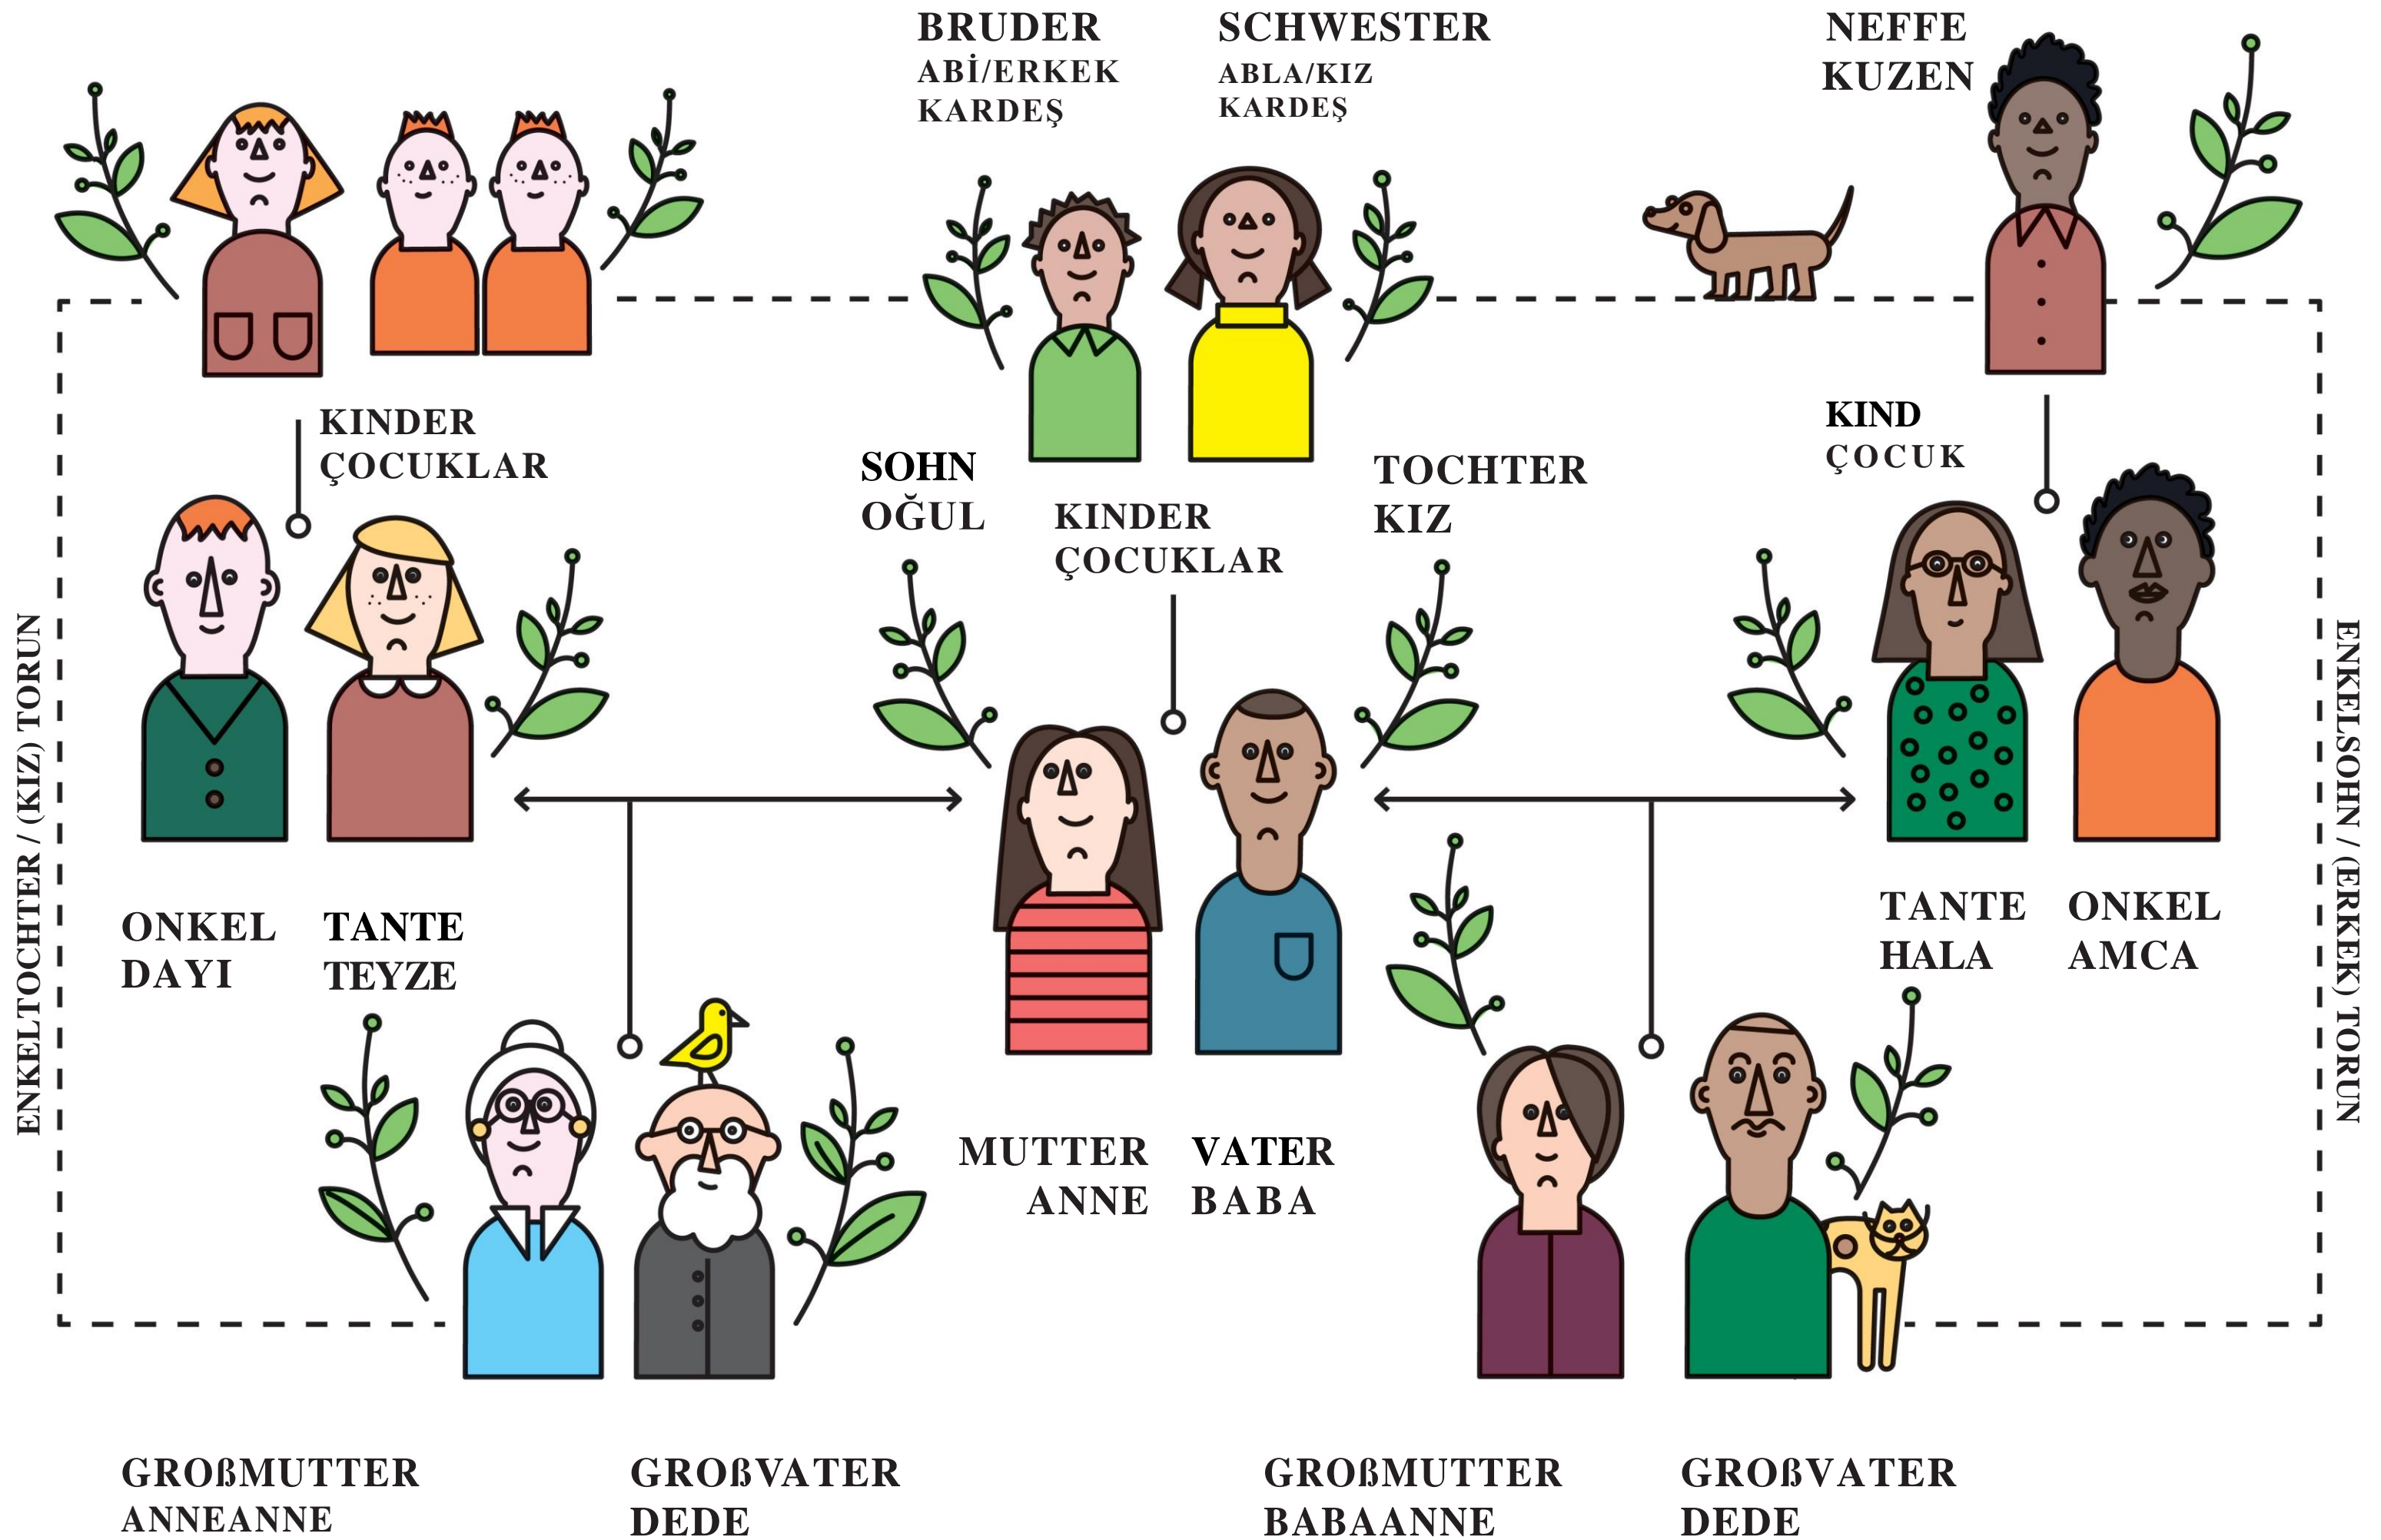 BRUDER
ABİ/ERKEK
KARDEŞ
SCHWESTER
ABLA/KIZ
KARDEŞ
NEFFE
KUZEN
KINDER
ÇOCUKLAR
SOHN
OĞUL
KINDER
ÇOCUKLAR
TOCHTER
KIZ
KIND
ÇOCUK
ENKELTOCHTER / (KIZ) TORUN
ENKELSOHN / (ERKEK) TORUN
ONKEL
DAYI
TANTE
TEYZE
TANTE
HALA
ONKEL
AMCA
MUTTER
ANNE
VATER
BABA
GROßMUTTER
ANNEANNE
GROßVATER
DEDE
GROßMUTTER
BABAANNE
GROßVATER
DEDE